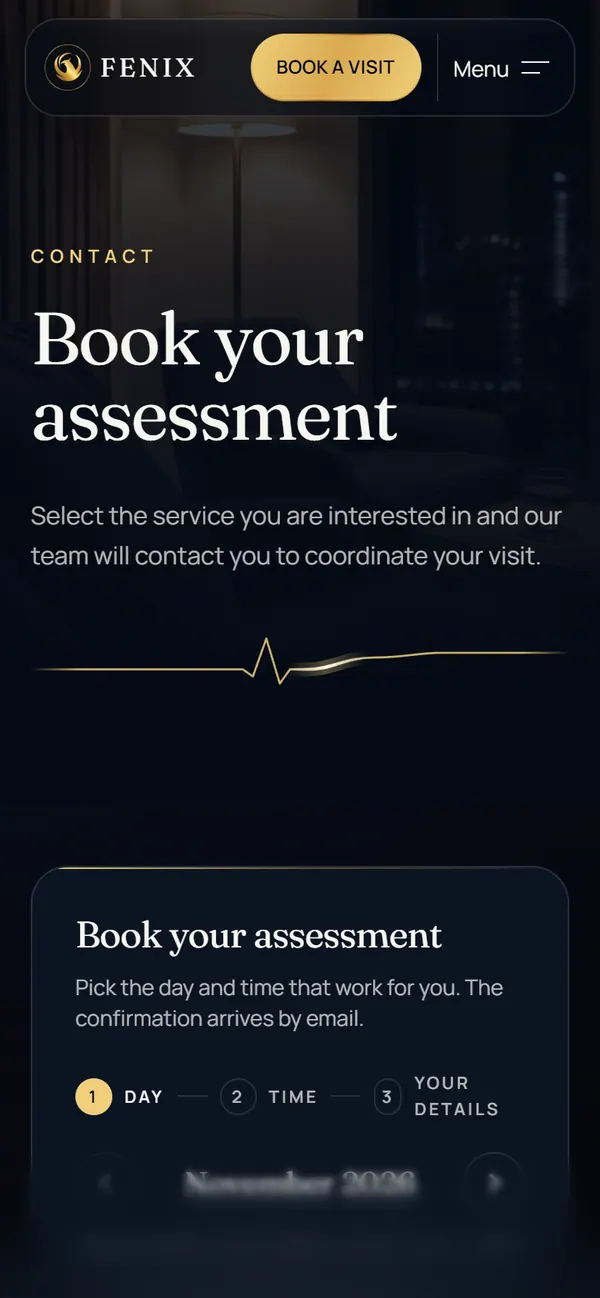 FENIX
BOOK A VISIT
Menu
CONTACT
Book your
assessment
Select the service you are interested in and our
team will contact you to coordinate your visit.
Book your assessment
Pick the day and time that work for you. The
confirmation arrives by email.
1 DAY
2 TIME
3 YOUR
DETAILS
November 2026